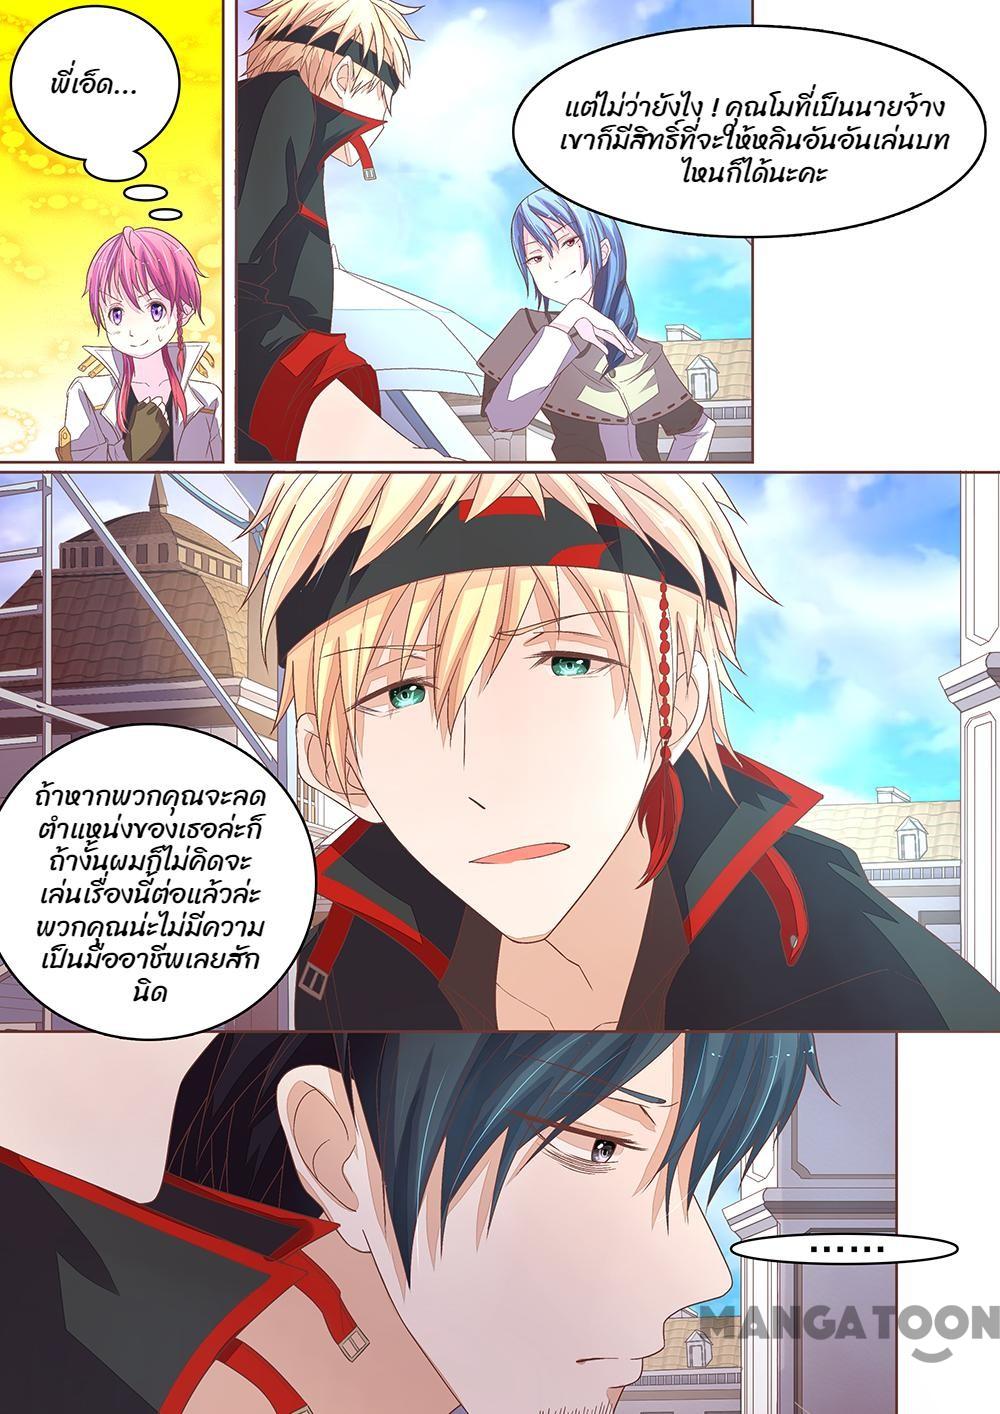 พี่เอ็ด...
แต่ไม่ว่ายังไง ! คุณโมที่เป็นนายจ้าง
เขาก็มีสิทธิ์ที่จะให้หลินอันอันเล่นบท
ไหนก็ได้นะคะ
ถ้าหากพวกคุณจะลด
ตำแหน่งของเธอล่ะก็
ถ้างั้นผมก็ไม่คิดจะ
เล่นเรื่องนี้ต่อแล้วล่ะ
พวกคุณน่ะไม่มีความ
เป็นมืออาชีพเลยสัก
นิด
......
MANGATOON